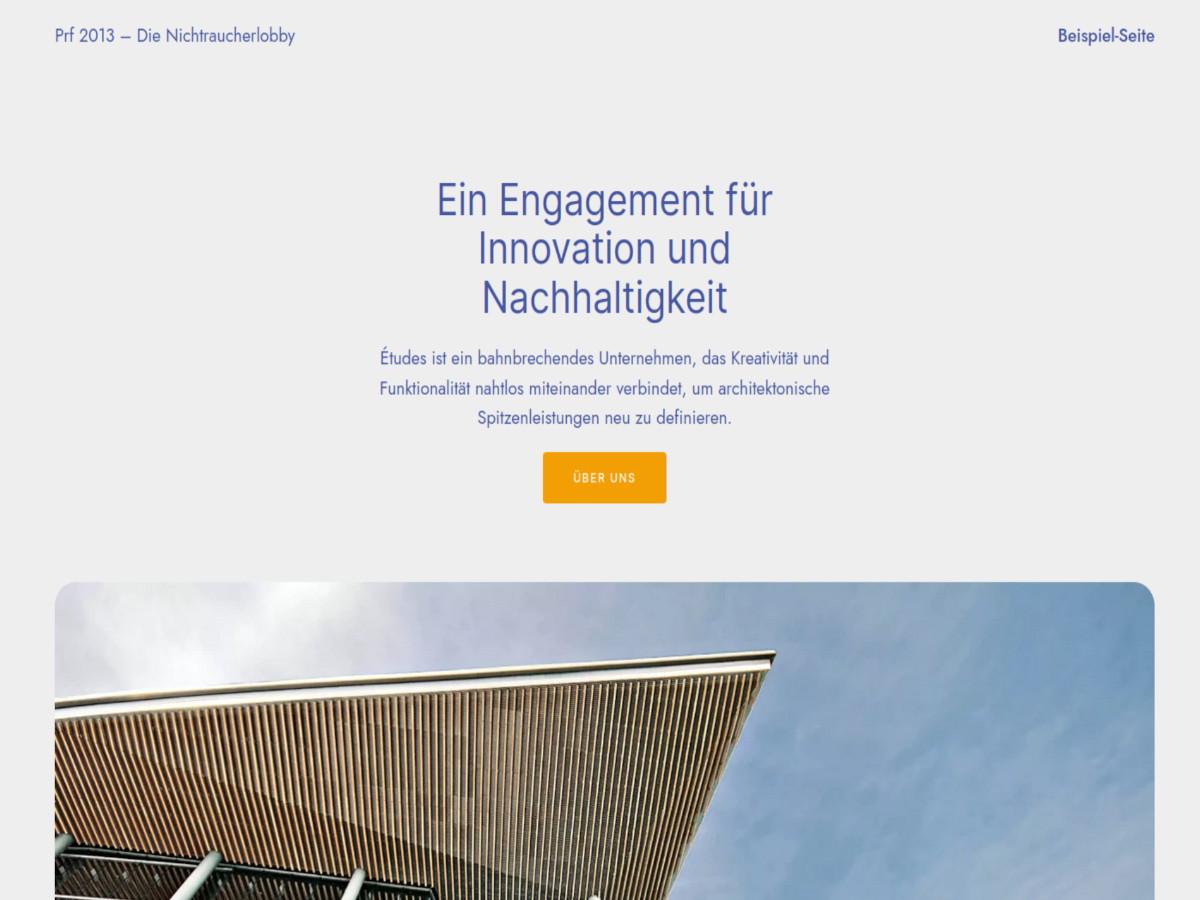 Prf 2013 – Die Nichtraucherlobby
Beispiel-Seite
Ein Engagement für
Innovation und
Nachhaltigkeit
Études ist ein bahnbrechendes Unternehmen, das Kreativität und
Funktionalität nahtlos miteinander verbindet, um architektonische
Spitzenleistungen neu zu definieren.
ÜBER UNS